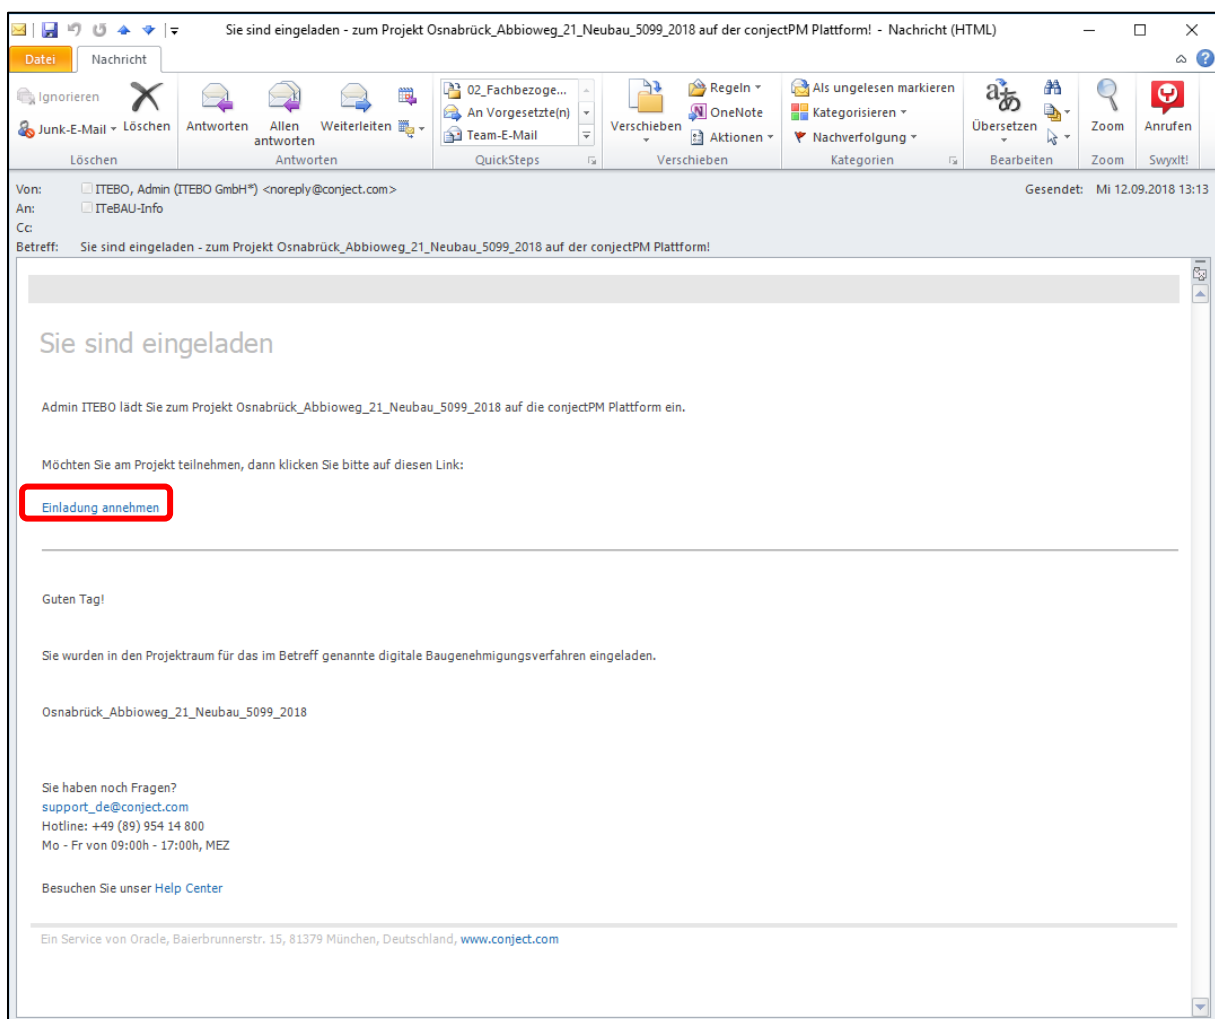 Sie sind eingeladen - zum Projekt Osnabrück_Abbioweg_21_Neubau_5099_2018 auf der conjectPM Plattform! - Nachricht (HTML)
Datei Nachricht
Ignorieren
Junk-E-Mail
Löschen
Löschen
Antworten
Allen antworten
Weiterleiten
Antworten
02_Fachbezoge...
An Vorgesetzte(n)
Team-E-Mail
QuickSteps
Verschieben
Regeln
OneNote
Aktionen
Verschieben
Als ungelesen markieren
Kategorisieren
Nachverfolgung
Kategorien
Übersetzen
Bearbeiten
Zoom
Zoom
Anrufen
SwyxIt!
Von: ITEBO, Admin (ITEBO GmbH*) <noreply@conject.com> Gesendet: Mi 12.09.2018 13:13
An: ITeBAU-Info
Cc:
Betreff: Sie sind eingeladen - zum Projekt Osnabrück_Abbioweg_21_Neubau_5099_2018 auf der conjectPM Plattform!
Sie sind eingeladen
Admin ITEBO lädt Sie zum Projekt Osnabrück_Abbioweg_21_Neubau_5099_2018 auf die conjectPM Plattform ein.
Möchten Sie am Projekt teilnehmen, dann klicken Sie bitte auf diesen Link:
Einladung annehmen
Guten Tag!
Sie wurden in den Projektraum für das im Betreff genannte digitale Baugenehmigungsverfahren eingeladen.
Osnabrück_Abbioweg_21_Neubau_5099_2018
Sie haben noch Fragen?
support_de@conject.com
Hotline: +49 (89) 954 14 800
Mo - Fr von 09:00h - 17:00h, MEZ
Besuchen Sie unser Help Center
Ein Service von Oracle, Baierbrunnerstr. 15, 81379 München, Deutschland, www.conject.com